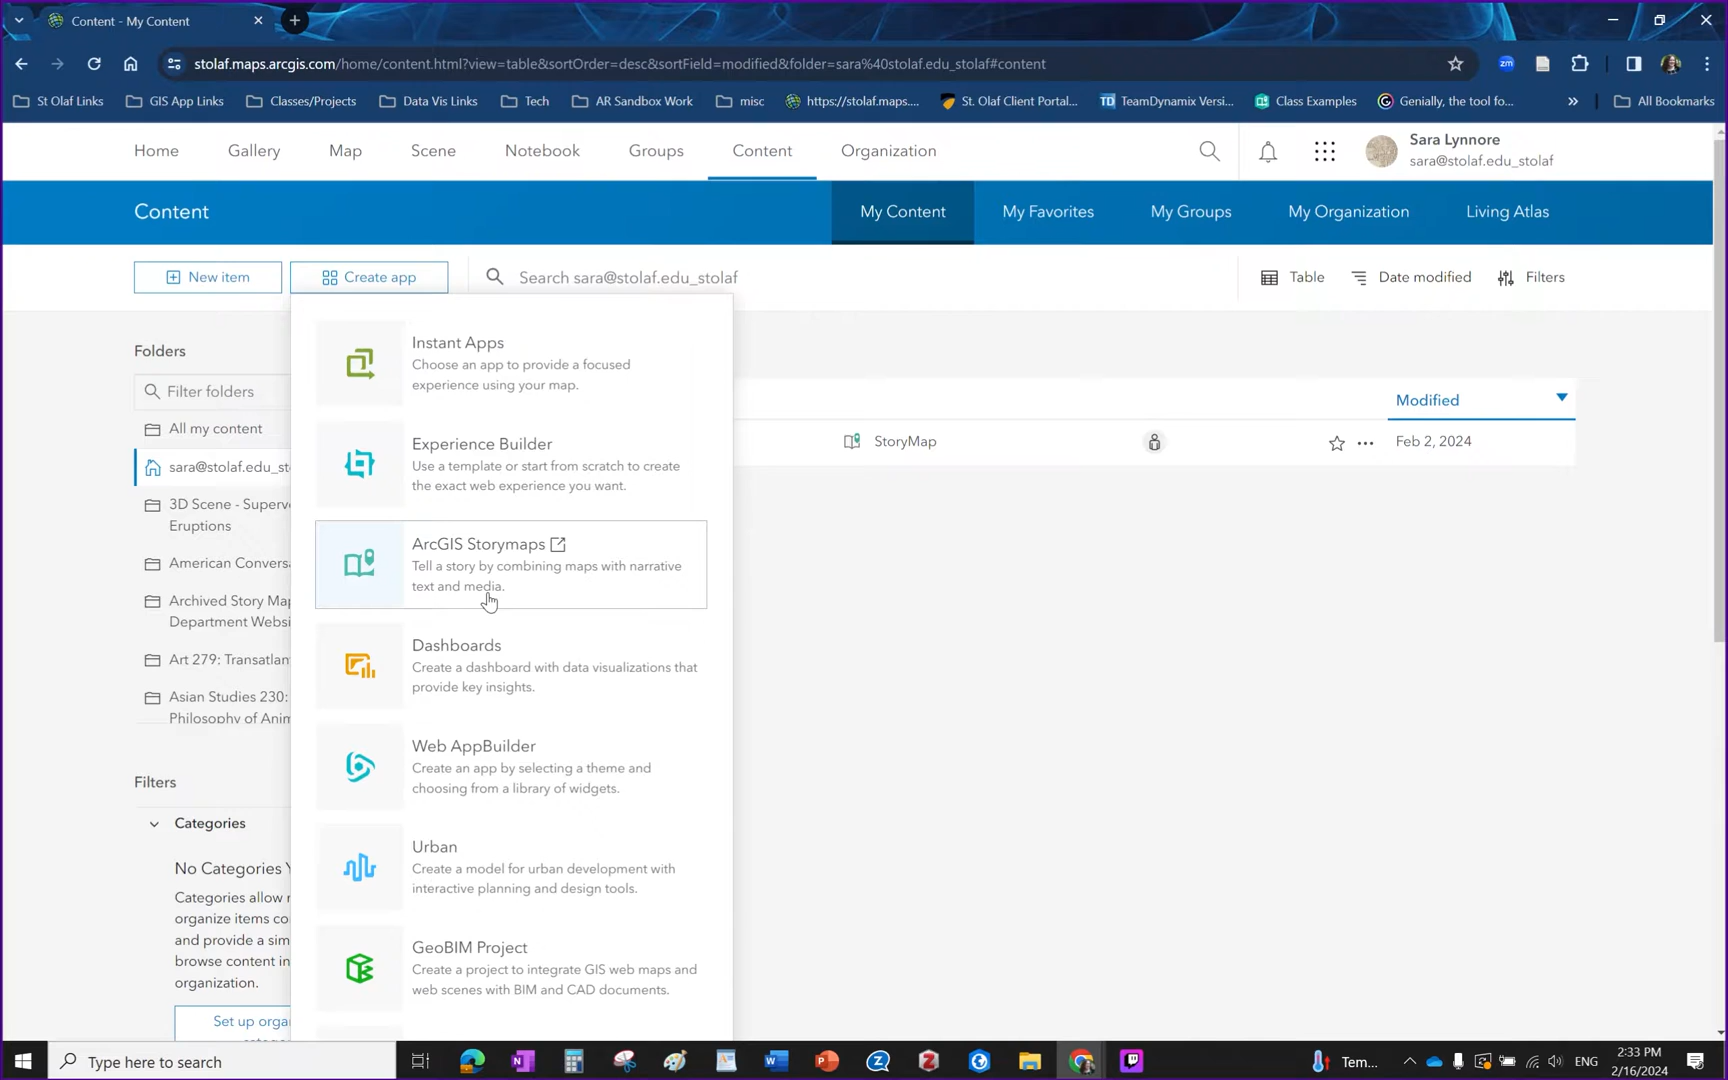 Content - My Content
stolaf.maps.arcgis.com/home/content.html?view=table&sortOrder=desc&sortField=modified&folder=sara%40stolaf.edu_stolaf#content
St Olaf Links
GIS App Links
Classes/Projects
Data Vis Links
Tech
AR Sandbox Work
misc
https://stolaf.maps....
St. Olaf Client Portal...
TD TeamDynamix Versi...
Class Examples
Genially, the tool fo...
All Bookmarks
Home
Gallery
Map
Scene
Notebook
Groups
Content
Organization
Sara Lynnore
sara@stolaf.edu_stolaf
Content
My Content
My Favorites
My Groups
My Organization
Living Atlas
New item
Create app
Search sara@stolaf.edu_stolaf
Table
Date modified
Filters
Folders
Filter folders
All my content
sara@stolaf.edu_st
3D Scene - Superv
Eruptions
American Convers
Archived Story Ma
Department Websi
Art 279: Transatlan
Asian Studies 230:
Philosophy of Anim
Filters
Categories
No Categories Y
Categories allow
organize items co
and provide a sim
browse content in
organization.
Set up orga
Instant Apps
Choose an app to provide a focused
experience using your map.
Experience Builder
Use a template or start from scratch to create
the exact web experience you want.
ArcGIS Storymaps
Tell a story by combining maps with narrative
text and media.
Dashboards
Create a dashboard with data visualizations that
provide key insights.
Web AppBuilder
Create an app by selecting a theme and
choosing from a library of widgets.
Urban
Create a model for urban development with
interactive planning and design tools.
GeoBIM Project
Create a project to integrate GIS web maps and
web scenes with BIM and CAD documents.
Modified
StoryMap
Feb 2, 2024
Type here to search
Tem...
ENG
2:33 PM
2/16/2024